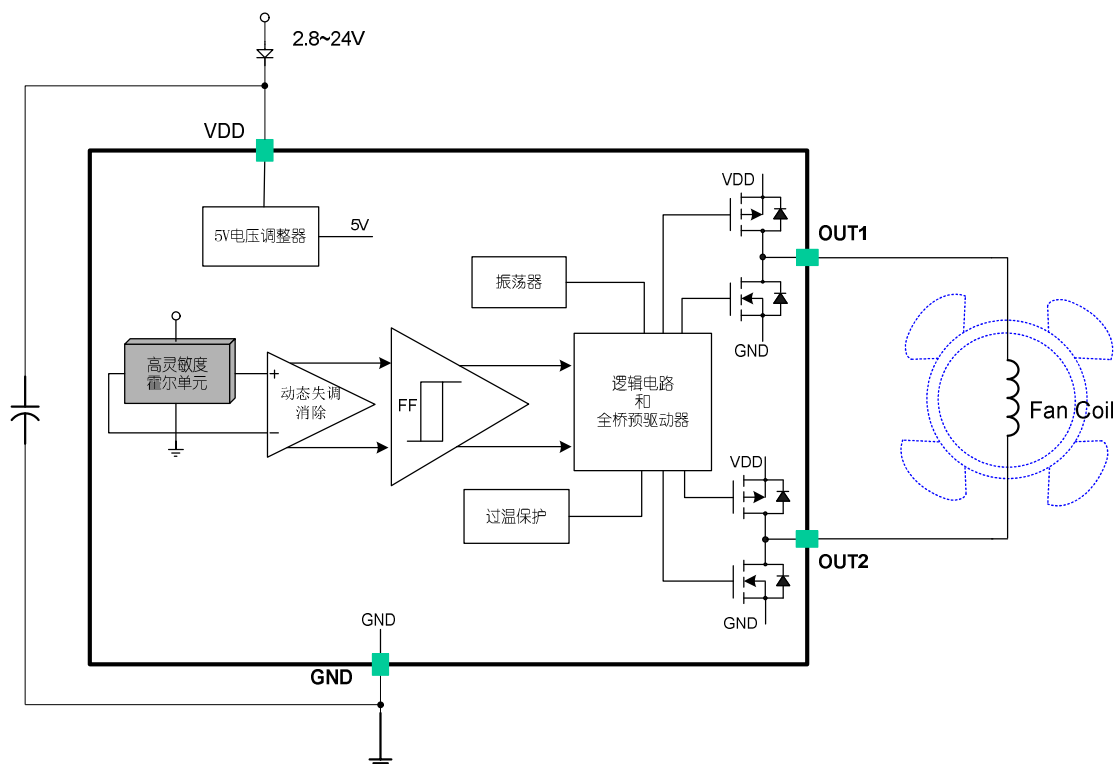 2.8~24V
VDD
VDD
5V电压调整器
5V
OUT1
振荡器
GND
高灵敏度
霍尔单元
+
−
动态失调
消除
FF
逻辑电路
和
全桥预驱动器
Fan Coil
VDD
过温保护
OUT2
GND
GND
GND